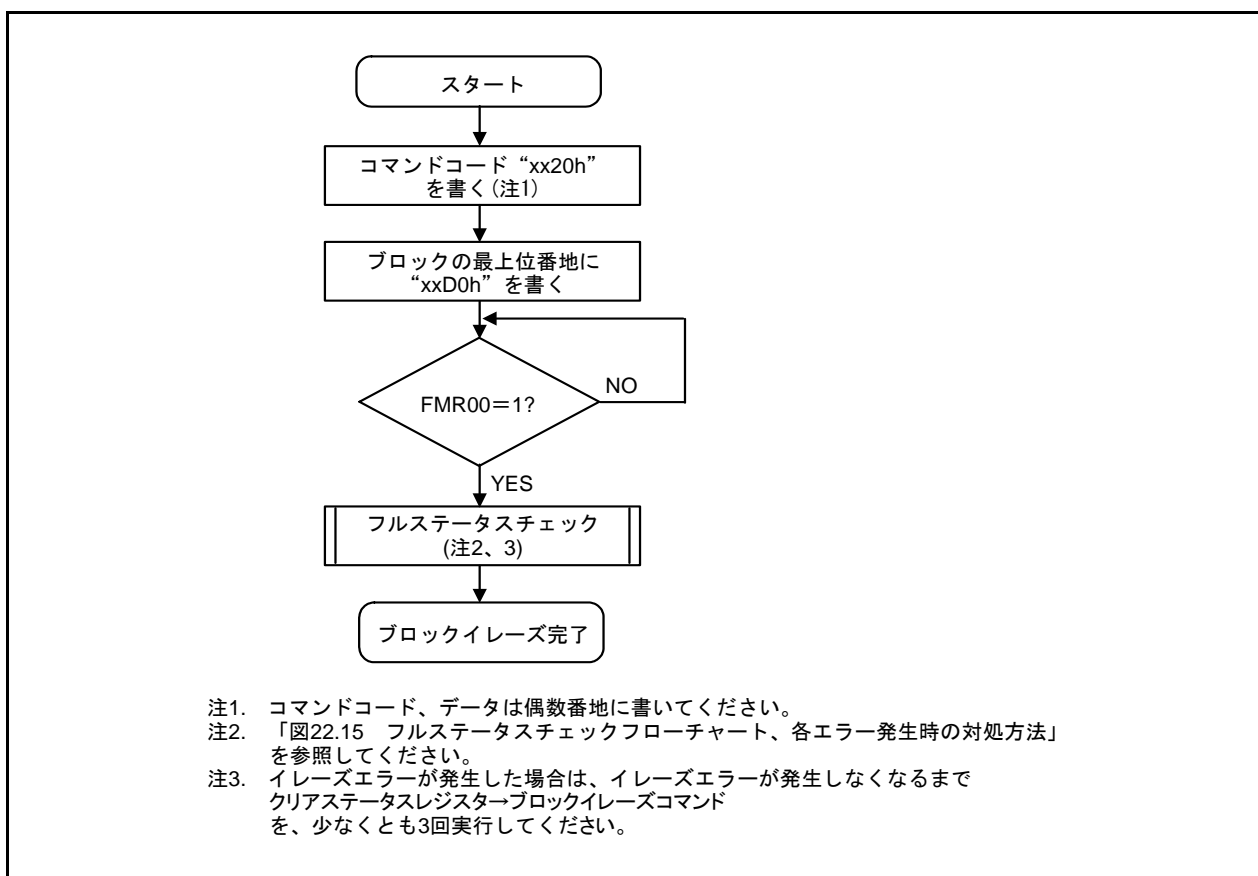 スタート
コマンドコード“xx20h”
を書く(注1)
ブロックの最上位番地に
“xxD0h”を書く
FMR00＝1?
NO
YES
フルステータスチェック
(注2、3)
ブロックイレーズ完了
注1. コマンドコード、データは偶数番地に書いてください。
注2. 「図22.15 フルステータスチェックフローチャート、各エラー発生時の対処方法」
を参照してください。
注3. イレーズエラーが発生した場合は、イレーズエラーが発生しなくなるまで
クリアステータスレジスタ→ブロックイレーズコマンド
を、少なくとも3回実行してください。